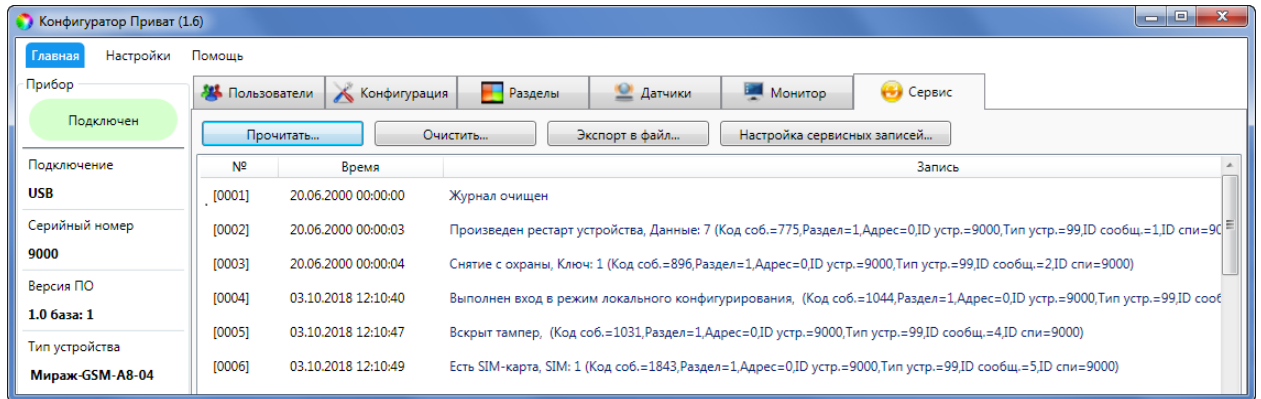 Конфигуратор Приват (1.6)
Главная Настройки Помощь
Прибор
Подключен
Подключение
USB
Серийный номер
9000
Версия ПО
1.0 база: 1
Тип устройства
Мираж-GSM-A8-04
Пользователи Конфигурация Разделы Датчики Монитор Сервис
Прочитать... Очистить... Экспорт в файл... Настройка сервисных записей...
№ Время Запись
[0001] 20.06.2000 00:00:00 Журнал очищен
[0002] 20.06.2000 00:00:03 Произведен рестарт устройства, Данные: 7 (Код соб.=775,Раздел=1,Адрес=0,ID устр.=9000,Тип устр.=99,ID сообщ.=1,ID спи=90
[0003] 20.06.2000 00:00:04 Снятие с охраны, Ключ: 1 (Код соб.=896,Раздел=1,Адрес=0,ID устр.=9000,Тип устр.=99,ID сообщ.=2,ID спи=9000)
[0004] 03.10.2018 12:10:40 Выполнен вход в режим локального конфигурирования, (Код соб.=1044,Раздел=1,Адрес=0,ID устр.=9000,Тип устр.=99,ID сооб
[0005] 03.10.2018 12:10:47 Вскрыт тампер, (Код соб.=1031,Раздел=1,Адрес=0,ID устр.=9000,Тип устр.=99,ID сообщ.=4,ID спи=9000)
[0006] 03.10.2018 12:10:49 Есть SIM-карта, SIM: 1 (Код соб.=1843,Раздел=1,Адрес=0,ID устр.=9000,Тип устр.=99,ID сообщ.=5,ID спи=9000)